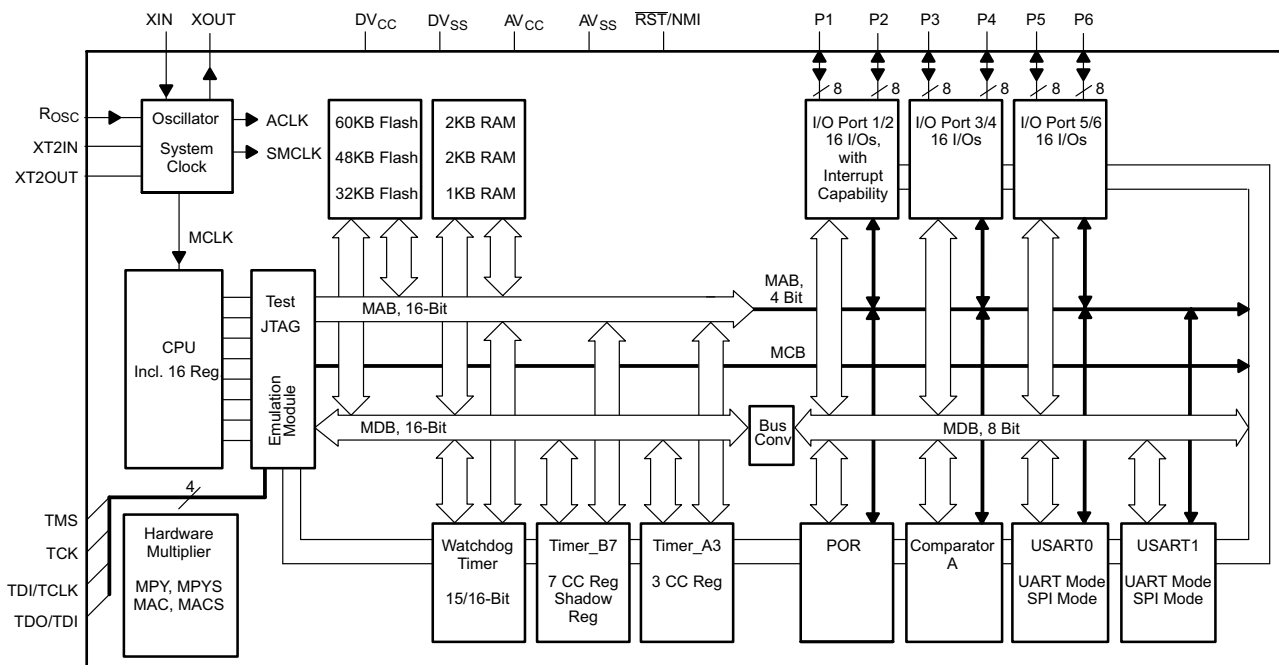 XIN
XOUT
DVCC
DVSS
AVCC
AVSS
RST/NMI
P1
P2
P3
P4
P5
P6
8
8
8
8
8
8
ROSC
XT2IN
XT2OUT
Oscillator
System
Clock
ACLK
SMCLK
60KB Flash
48KB Flash
32KB Flash
2KB RAM
2KB RAM
1KB RAM
I/O Port 1/2
16 I/Os,
with
Interrupt
Capability
I/O Port 3/4
16 I/Os
I/O Port 5/6
16 I/Os
MCLK
CPU
Incl. 16 Reg.
Test
JTAG
Emulation
Module
MAB, 16-Bit
MAB,
4 Bit
MCB
MDB, 16-Bit
Bus
Conv
MDB, 8 Bit
4
TMS
TCK
TDI/TCLK
TDO/TDI
Hardware
Multiplier
MPY, MPYS
MAC, MACS
Watchdog
Timer
15/16-Bit
Timer_B7
7 CC Reg
Shadow
Reg
Timer_A3
3 CC Reg
POR
Comparator
A
USART0
UART Mode
SPI Mode
USART1
UART Mode
SPI Mode